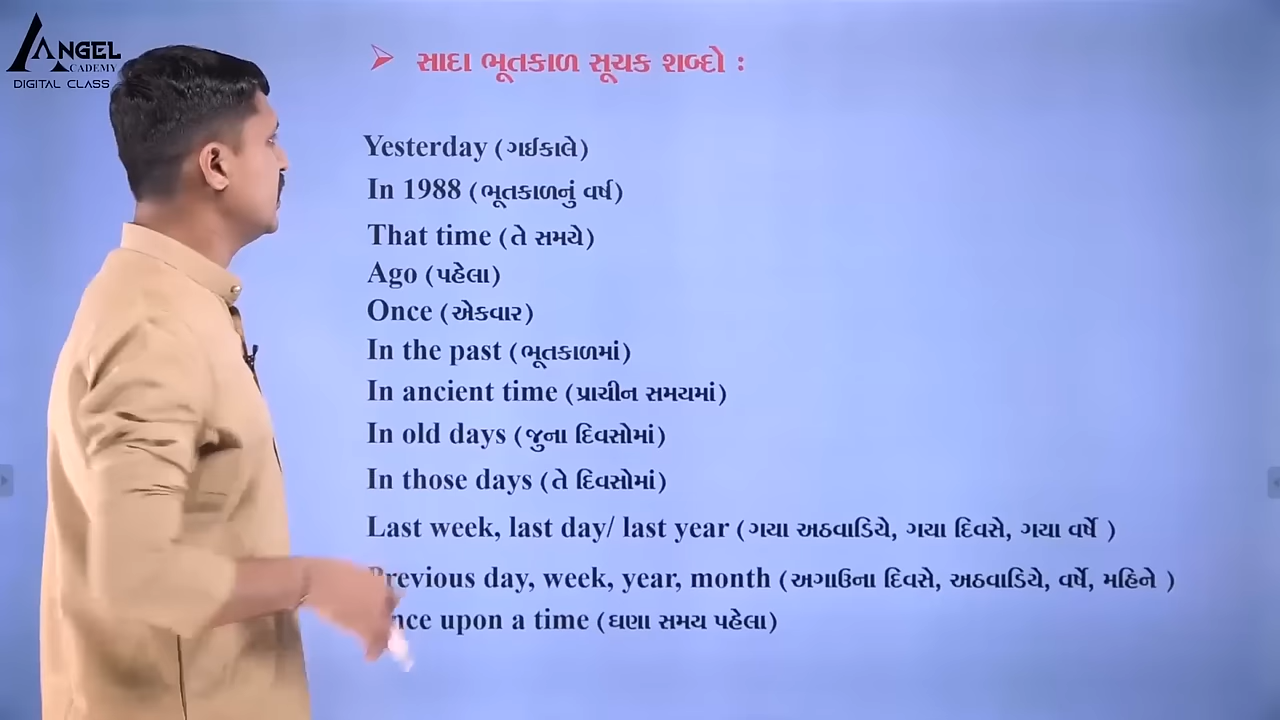 ANGEL
ACADEMY
DIGITAL CLASS
➢ સાદા ભૂતકાળ સૂચક શબ્દો :
Yesterday (ગઈકાલે)
In 1988 (ભૂતકાળનું વર્ષ)
That time (તે સમયે)
Ago (પહેલા)
Once (એકવાર)
In the past (ભૂતકાળમાં)
In ancient time (પ્રાચીન સમયમાં)
In old days (જુના દિવસોમાં)
In those days (તે દિવસોમાં)
Last week, last day/ last year (ગયા અઠવાડિયે, ગયા દિવસે, ગયા વર્ષે )
Previous day, week, year, month (અગાઉના દિવસે, અઠવાડિયે, વર્ષે, મહિને )
Once upon a time (ઘણા સમય પહેલા)